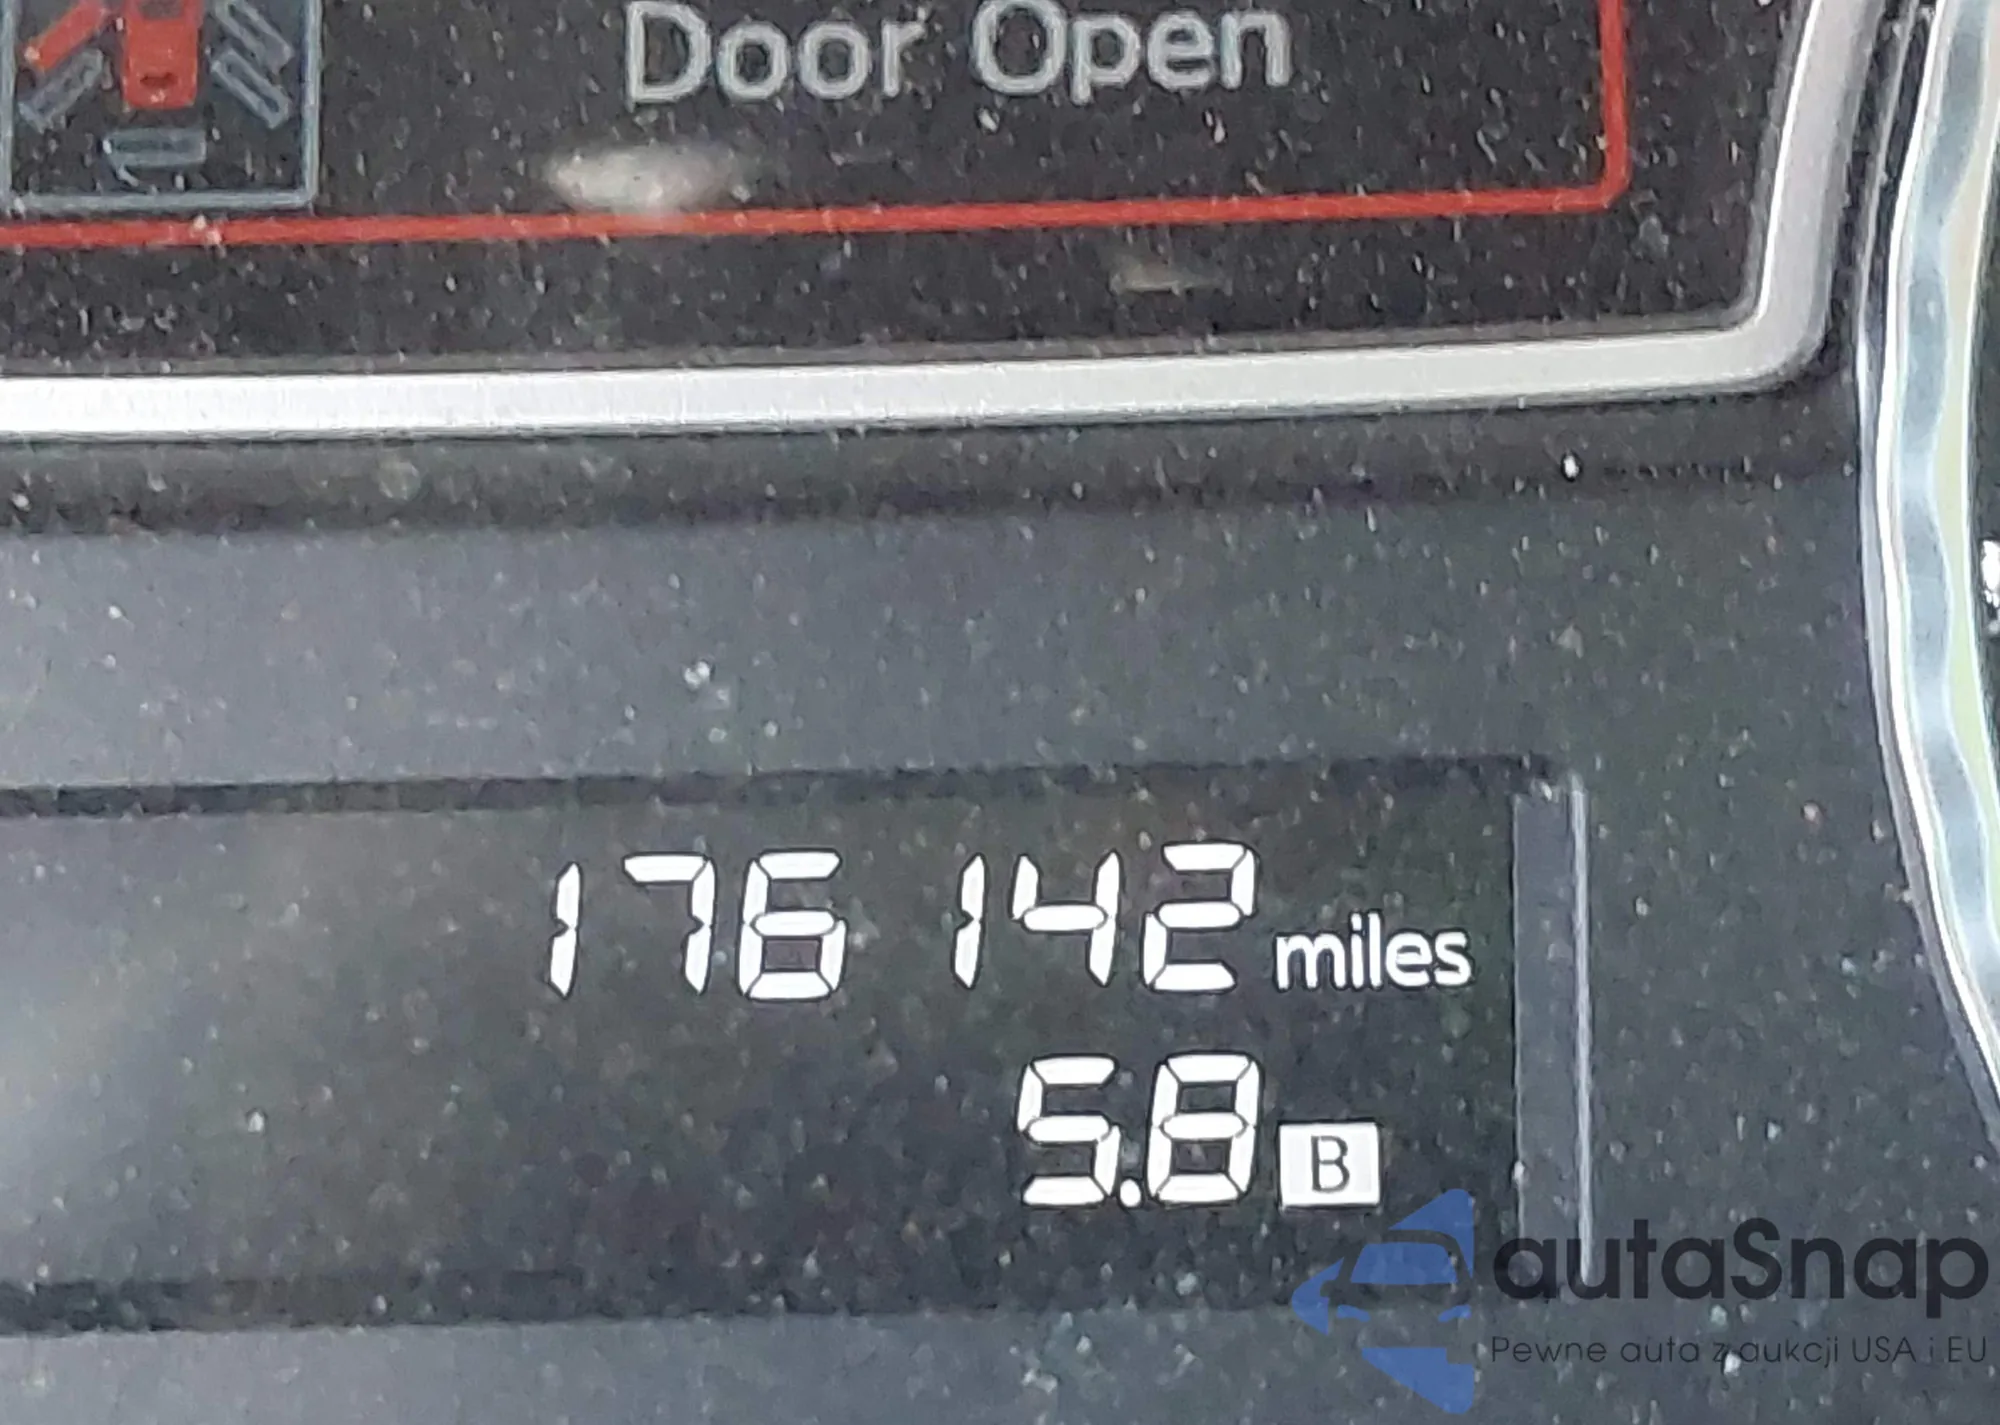 Door Open
176 142 miles
5.8 B
autaSnap
Pewne auta z aukcji USA i EU